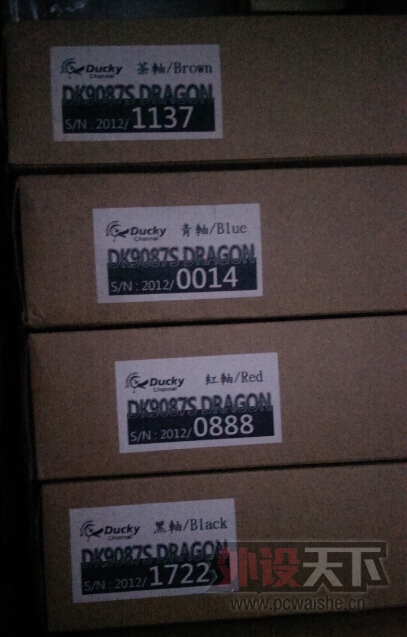 Ducky Channel 茶軸/Brown
DK9087S DRAGON
S/N : 2012/1137
Ducky Channel 青軸/Blue
DK9087S DRAGON
S/N : 2012/0014
Ducky Channel 紅軸/Red
DK9087S DRAGON
S/N : 2012/0888
Ducky Channel 黑軸/Black
DK9087S DRAGON
S/N : 2012/1722
外设天下
www.pcwaishe.cn